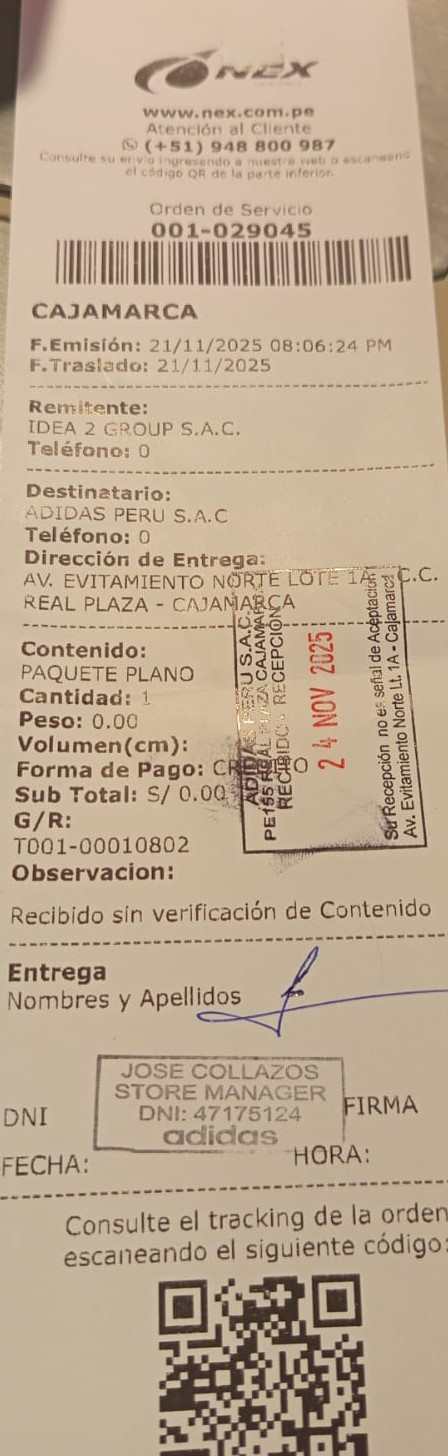 NEX
www.nex.com.pe
Atención al Cliente
(+51) 948 800 987
Consulte su envío ingresando a nuestra web o escaneand
el código QR de la parte inferior.
Orden de Servicio
001-029045
CAJAMARCA
F.Emisión: 21/11/2025 08:06:24 PM
F.Traslado: 21/11/2025
Remitente:
IDEA 2 GROUP S.A.C.
Teléfono: 0
Destinatario:
ADIDAS PERU S.A.C
Teléfono: 0
Dirección de Entrega:
AV. EVITAMIENTO NORTE LOTE 1A, C.C.
REAL PLAZA - CAJAMARCA
Contenido:
PAQUETE PLANO
Cantidad: 1
Peso: 0.00
Volumen(cm):
Forma de Pago: CREDITO
Sub Total: S/ 0.00
G/R:
T001-00010802
Observacion:
ADIDAS PERU S.A.C.
PE155 REAL PLAZA CAJAMAR
RECIBIDO - RECEPCIÓN
24 NOV 2025
Su Recepción no es señal de Aceptación
Av. Evitamiento Norte Lt. 1A - Cajamarca
Recibido sin verificación de Contenido
Entrega
Nombres y Apellidos
JOSE COLLAZOS
STORE MANAGER
DNI: 47175124
adidas
DNI
FIRMA
FECHA:
HORA:
Consulte el tracking de la orden
escaneando el siguiente código: